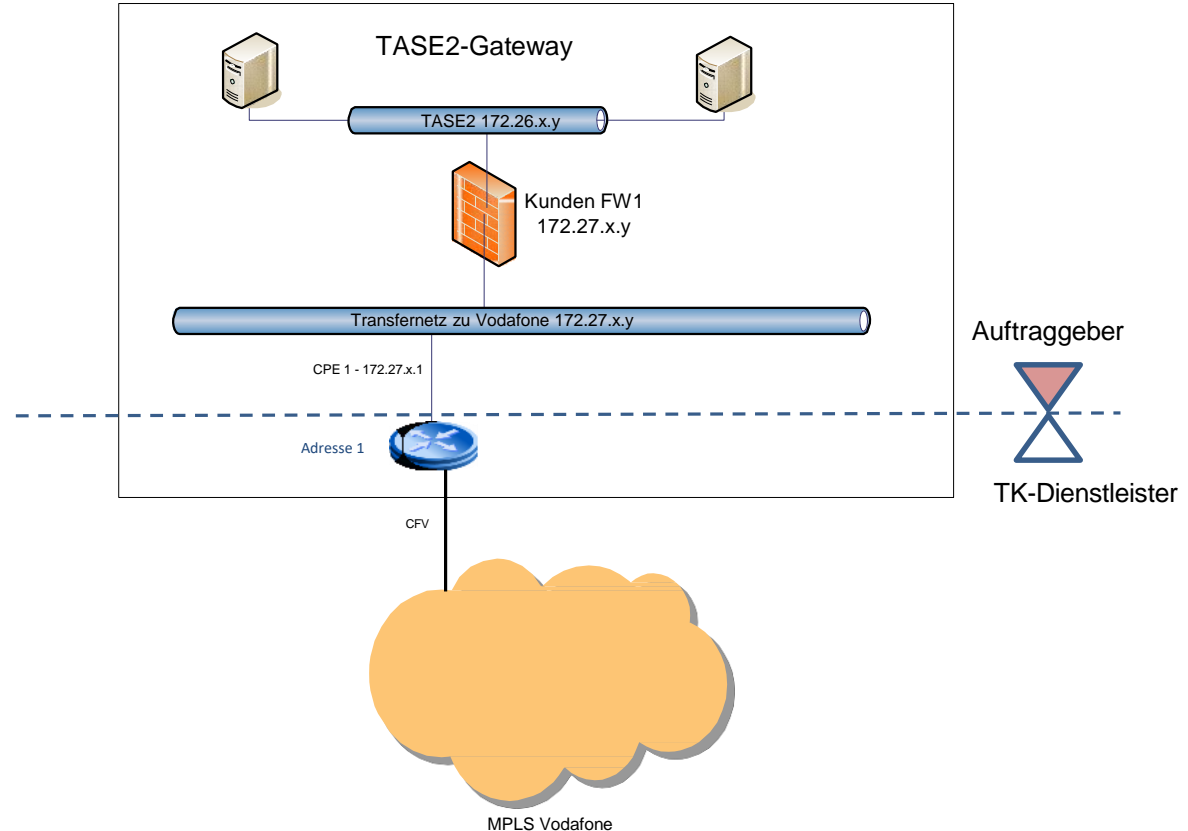 TASE2-Gateway
TASE2 172.26.x.y
Kunden FW1
172.27.x.y
Transfernetz zu Vodafone 172.27.x.y
Auftraggeber
CPE 1 - 172.27.x.1
Adresse 1
TK-Dienstleister
CFV
MPLS Vodafone